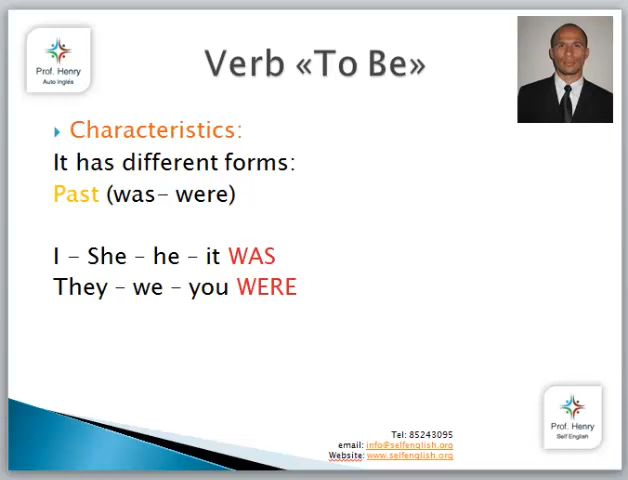 Prof. Henry
Auto Inglés
Verb «To Be»
Characteristics:
It has different forms:
Past (was- were)
I - She - he - it WAS
They - we - you WERE
Tel: 85243095
email: info@selfenglish.org
Website: www.selfenglish.org
Prof. Henry
Self English